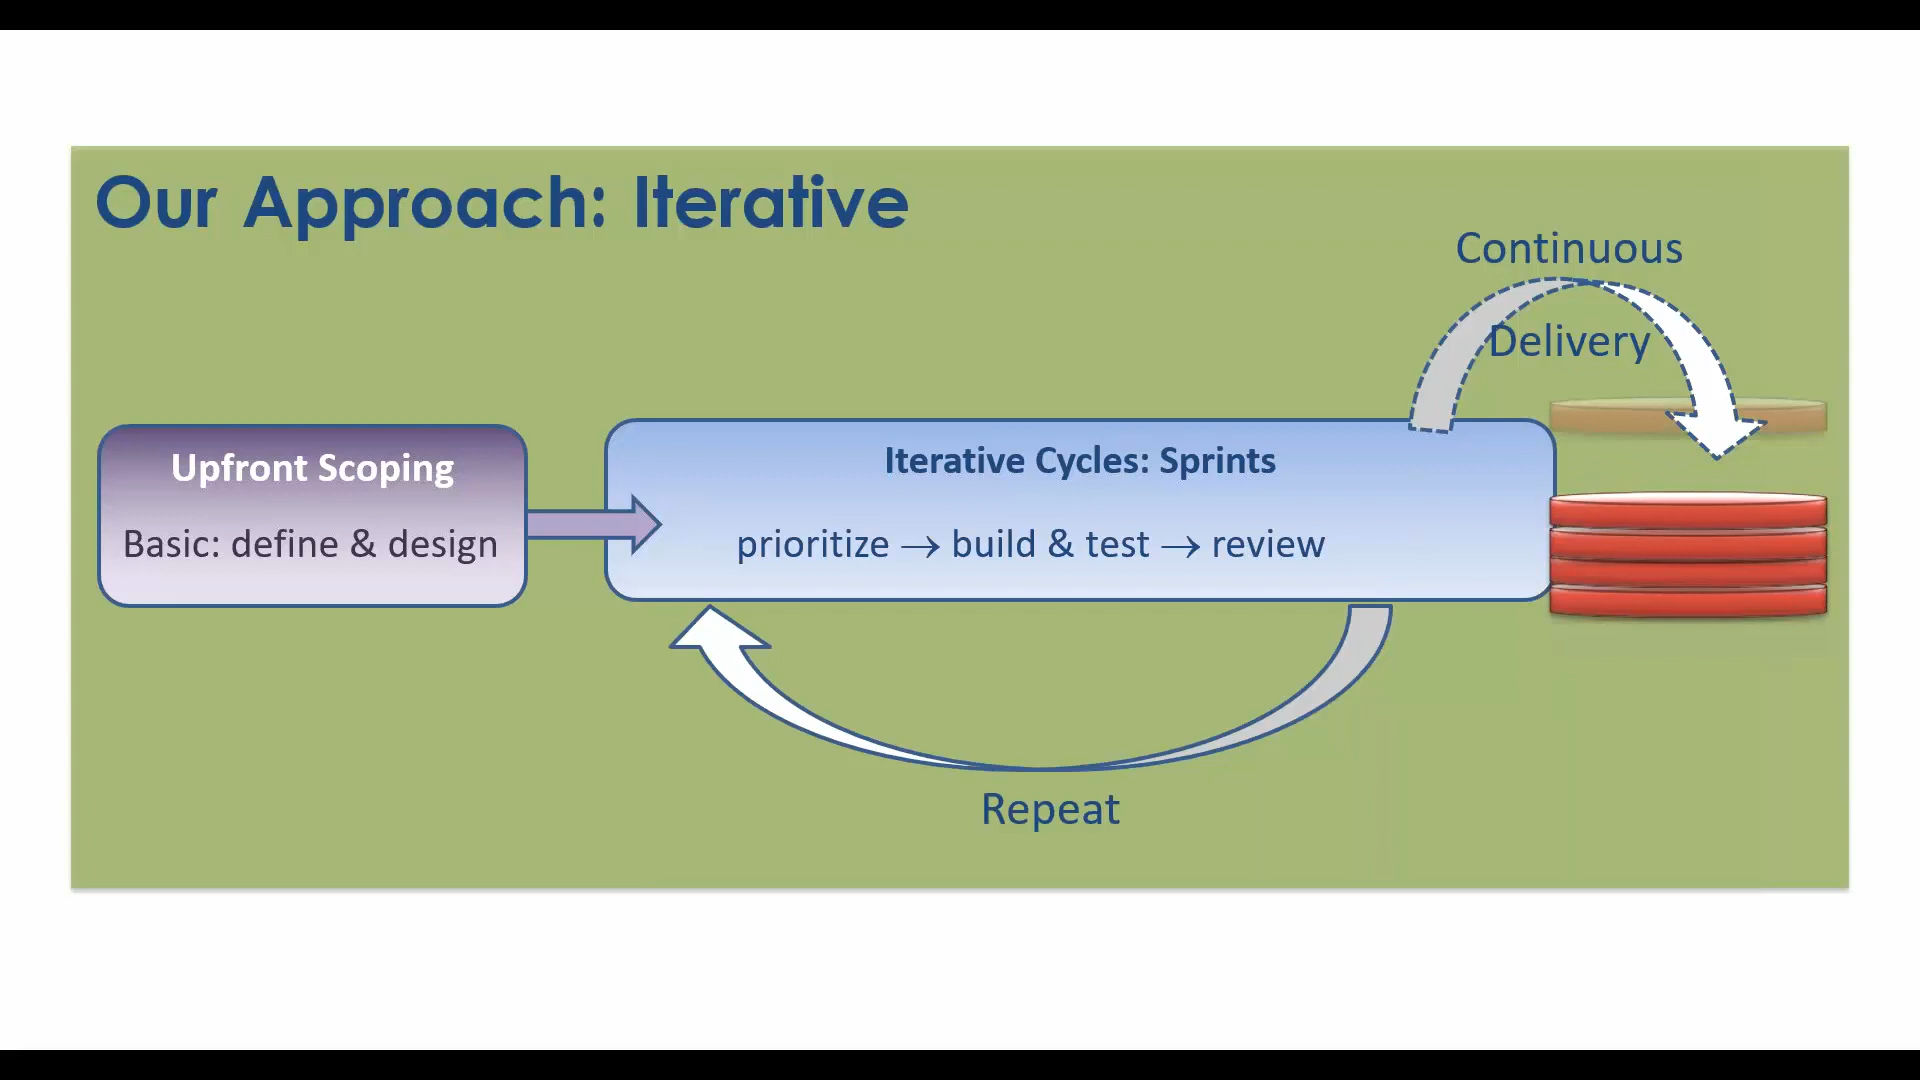 Our Approach: Iterative
Continuous
Delivery
Upfront Scoping
Basic: define & design
Iterative Cycles: Sprints
prioritize → build & test → review
Repeat